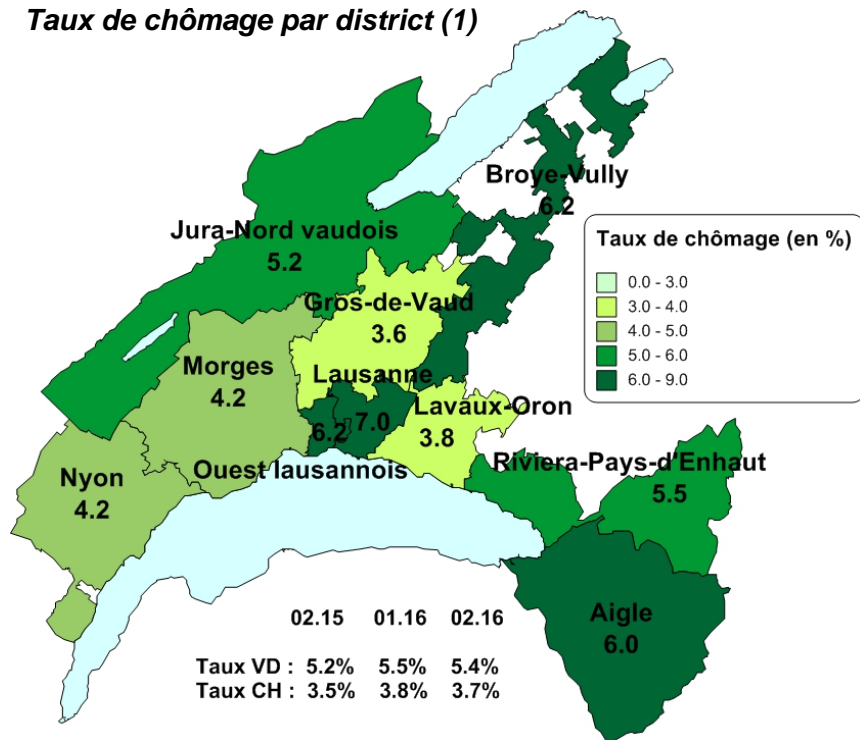 Taux de chômage par district (1)
Broye-Vully
6.2
Jura-Nord vaudois
5.2
Taux de chômage (en %)
0.0 - 3.0
3.0 - 4.0
4.0 - 5.0
5.0 - 6.0
6.0 - 9.0
Gros-de-Vaud
3.6
Morges
4.2
Lausanne
7.0
6.2
Ouest lausannois
Lavaux-Oron
3.8
Riviera-Pays-d'Enhaut
5.5
Nyon
4.2
Aigle
6.0
02.15 01.16 02.16
Taux VD : 5.2% 5.5% 5.4%
Taux CH : 3.5% 3.8% 3.7%